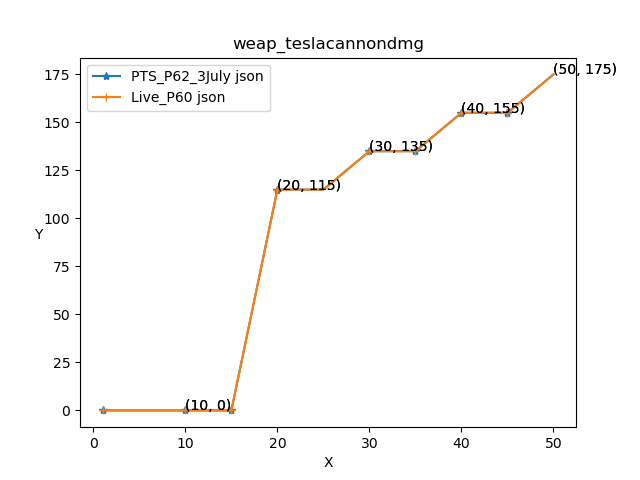 weap_teslacannondmg
PTS_P62_3July json
Live_P60 json
(50, 175)
(40, 155)
(30, 135)
(20, 115)
(10, 0)
175
150
125
100
75
50
25
0
Y
0 10 20 30 40 50
X